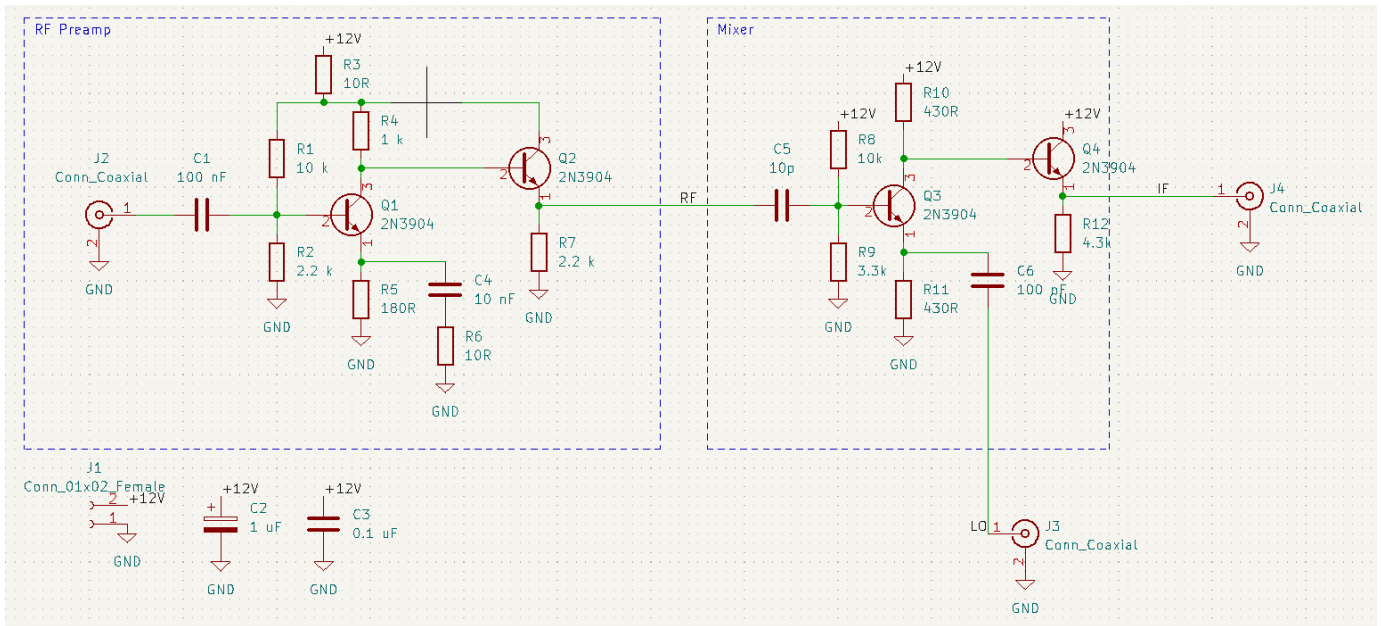 RF Preamp
+12V
R3
10R
R4
1 k
R1
10 k
J2
Conn_Coaxial
1
2
GND
C1
100 nF
3
2
1
Q1
2N3904
R2
2.2 k
GND
R5
180R
GND
C4
10 nF
R6
10R
GND
3
2
1
Q2
2N3904
R7
2.2 k
GND
RF
Mixer
+12V
R10
430R
+12V
R8
10k
C5
10p
3
2
1
Q3
2N3904
R9
3.3k
GND
R11
430R
GND
C6
100 pF
+12V
3
2
1
Q4
2N3904
R12
4.3k
GND
IF
1
2
J4
Conn_Coaxial
GND
J1
Conn_01x02_Female
2
+12V
1
GND
+12V
+
C2
1 uF
GND
+12V
C3
0.1 uF
GND
LO
1
2
J3
Conn_Coaxial
GND